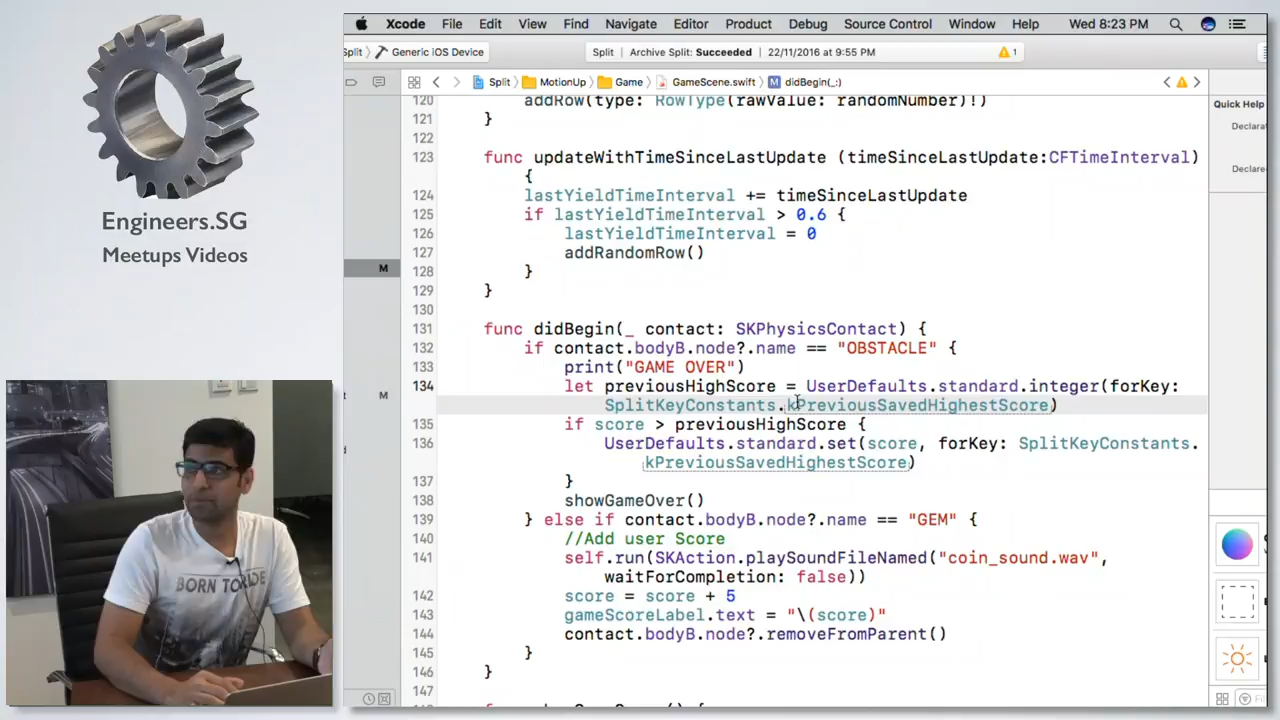 Xcode File Edit View Find Navigate Editor Product Debug Source Control Window Help Wed 8:23 PM
Split Generic iOS Device Split Archive Split: Succeeded 22/11/2016 at 9:55 PM 1
Split MotionUp Game GameScene.swift M didBegin(_:)
Engineers.SG
Meetups Videos
Quick Help
M
M
120 addRow(type: RowType(rawValue: randomNumber)!)
121 }
122
123 func updateWithTimeSinceLastUpdate (timeSinceLastUpdate:CFTimeInterval)
{
124 lastYieldTimeInterval += timeSinceLastUpdate
125 if lastYieldTimeInterval > 0.6 {
126 lastYieldTimeInterval = 0
127 addRandomRow()
128 }
129 }
130
131 func didBegin(_ contact: SKPhysicsContact) {
132 if contact.bodyB.node?.name == "OBSTACLE" {
133 print("GAME OVER")
134 let previousHighScore = UserDefaults.standard.integer(forKey:
SplitKeyConstants.kPreviousSavedHighestScore)
135 if score > previousHighScore {
136 UserDefaults.standard.set(score, forKey: SplitKeyConstants.
kPreviousSavedHighestScore)
137 }
138 showGameOver()
139 } else if contact.bodyB.node?.name == "GEM" {
140 //Add user Score
141 self.run(SKAction.playSoundFileNamed("coin_sound.wav",
waitForCompletion: false))
142 score = score + 5
143 gameScoreLabel.text = "\(score)"
144 contact.bodyB.node?.removeFromParent()
145 }
146 }
147
Declara
Declare
BORN TO